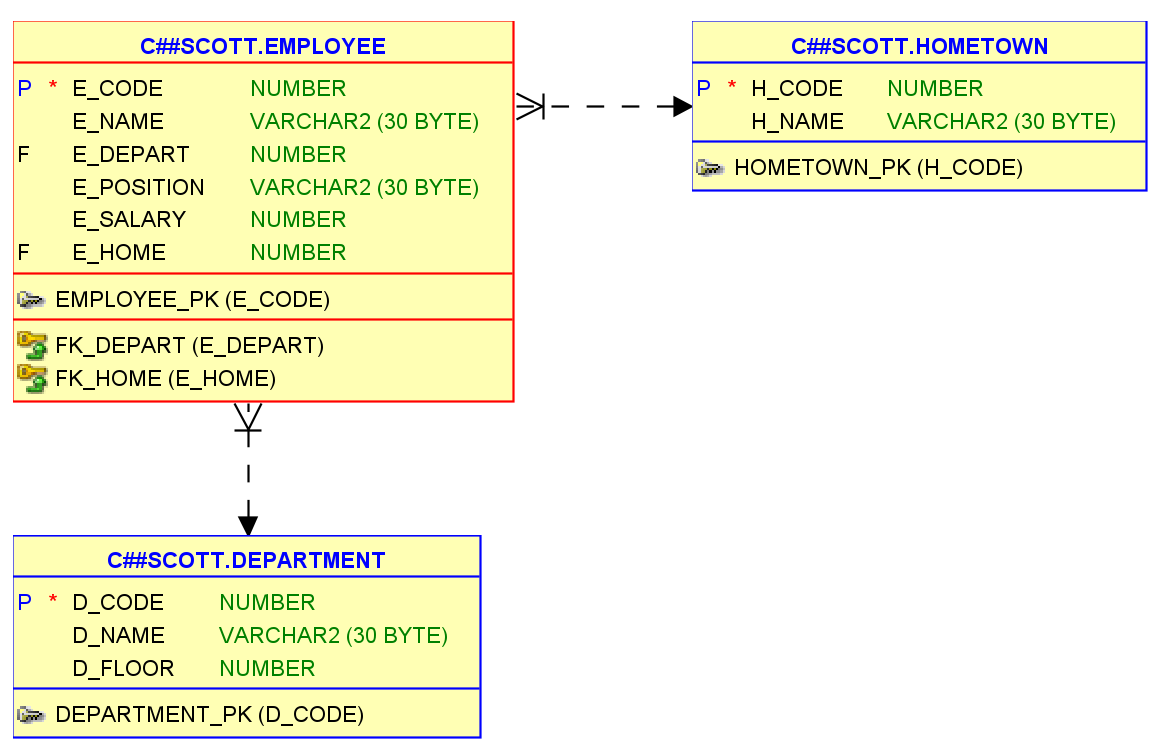 C##SCOTT.EMPLOYEE
P * E_CODE NUMBER
E_NAME VARCHAR2 (30 BYTE)
F E_DEPART NUMBER
E_POSITION VARCHAR2 (30 BYTE)
E_SALARY NUMBER
F E_HOME NUMBER
EMPLOYEE_PK (E_CODE)
FK_DEPART (E_DEPART)
FK_HOME (E_HOME)
C##SCOTT.HOMETOWN
P * H_CODE NUMBER
H_NAME VARCHAR2 (30 BYTE)
HOMETOWN_PK (H_CODE)
C##SCOTT.DEPARTMENT
P * D_CODE NUMBER
D_NAME VARCHAR2 (30 BYTE)
D_FLOOR NUMBER
DEPARTMENT_PK (D_CODE)